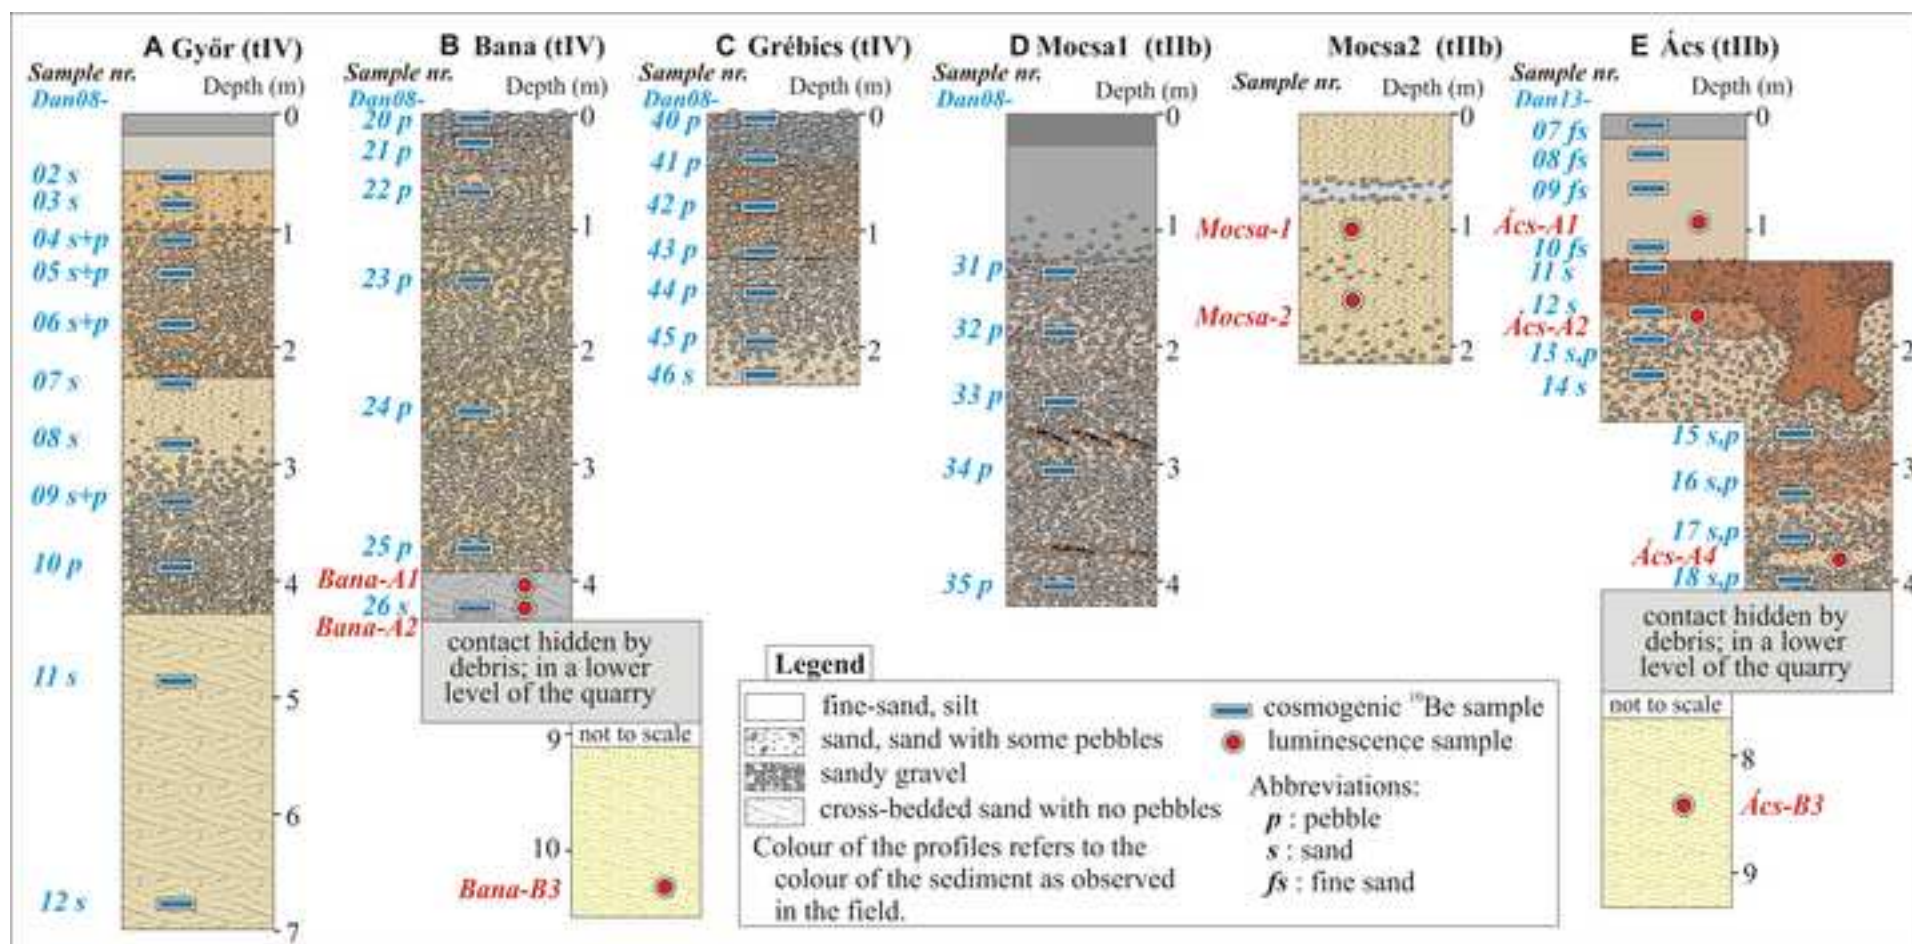 A Győr (tIV)
Sample nr.
Depth (m)
Dan08-
0
02 s
03 s
04 s+p
1
05 s+p
06 s+p
2
07 s
08 s
3
09 s+p
10 p
4
11 s
5
6
12 s
7
B Bana (tIV)
Sample nr.
Depth (m)
Dan08-
0
20 p
21 p
22 p
1
23 p
2
24 p
3
25 p
Bana-A1
4
26 s
Bana-A2
contact hidden by
debris; in a lower
level of the quarry
9
not to scale
10
Bana-B3
C Grébics (tIV)
Sample nr.
Depth (m)
Dan08-
0
40 p
41 p
42 p
1
43 p
44 p
45 p
2
46 s
D Mocsa1 (tIIb)
Sample nr.
Depth (m)
Dan08-
0
1
31 p
32 p
2
33 p
3
34 p
35 p
4
Mocsa2 (tIIb)
Sample nr.
Depth (m)
0
Mocsa-1
1
Mocsa-2
2
E Ács (tIIb)
Sample nr.
Depth (m)
Dan13-
0
07 fs
08 fs
09 fs
Ács-A1
1
10 fs
11 s
12 s
Ács-A2
2
13 s,p
14 s
15 s,p
3
16 s,p
17 s,p
Ács-A4
18 s,p
4
contact hidden by
debris; in a lower
level of the quarry
not to scale
8
Ács-B3
9
Legend
fine-sand, silt
sand, sand with some pebbles
sandy gravel
cross-bedded sand with no pebbles
Colour of the profiles refers to the
colour of the sediment as observed
in the field.
cosmogenic ¹⁰Be sample
luminescence sample
Abbreviations:
p : pebble
s : sand
fs : fine sand